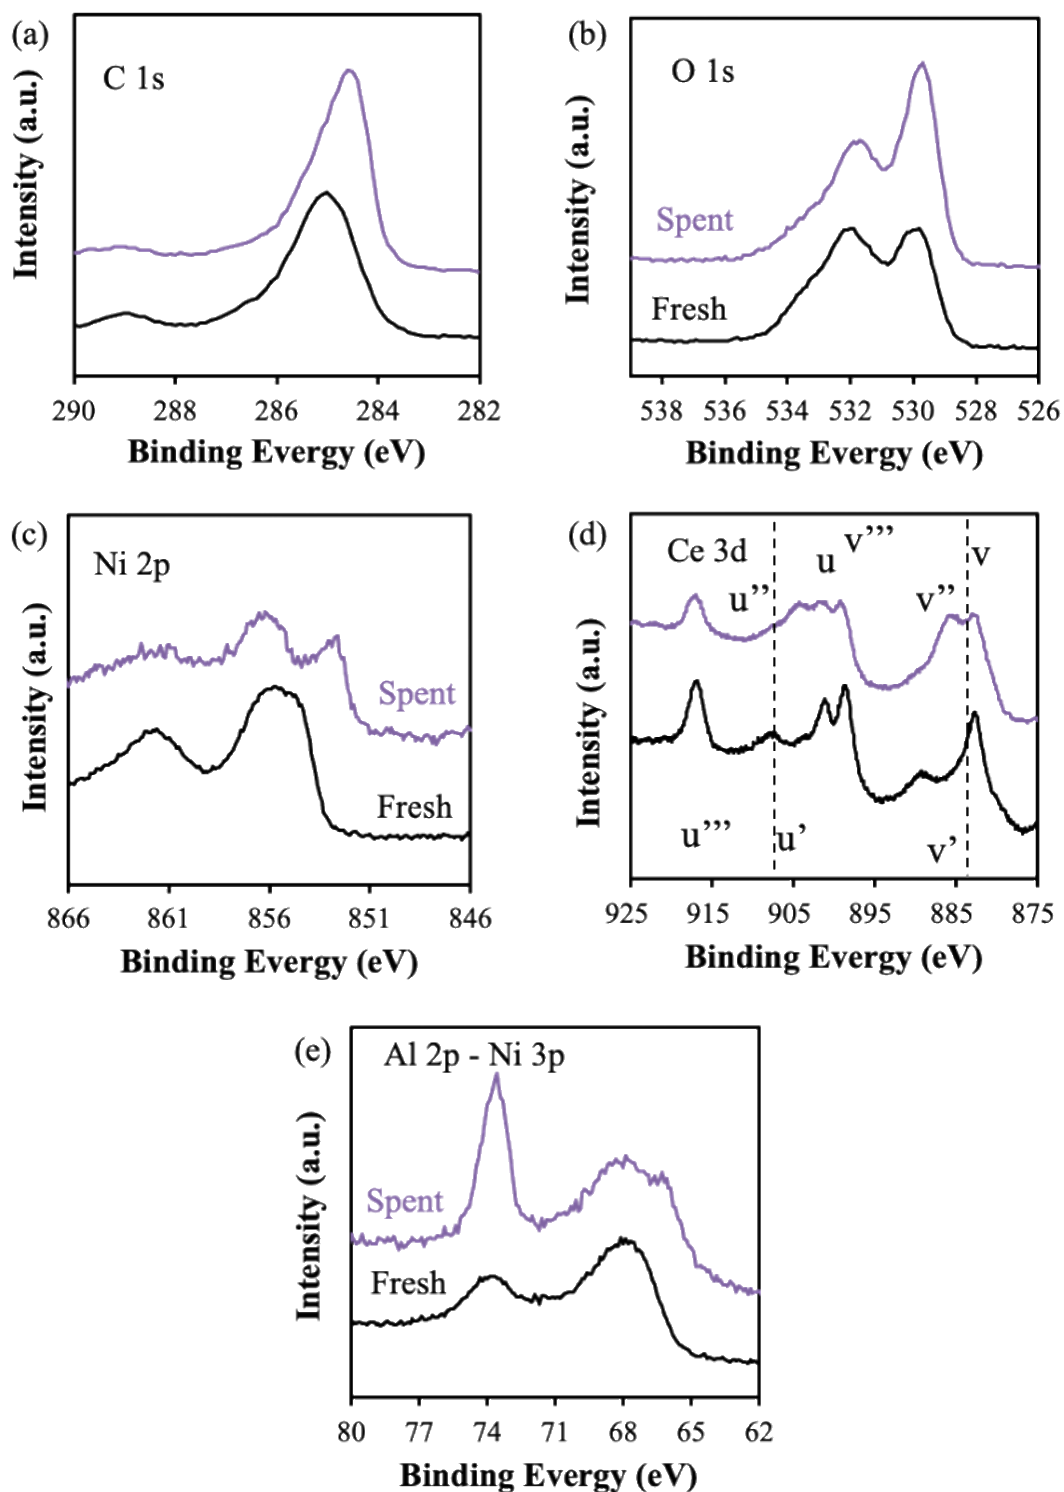 (a)
C 1s
Intensity (a.u.)
290 288 286 284 282
Binding Evergy (eV)
(b)
O 1s
Spent
Fresh
Intensity (a.u.)
538 536 534 532 530 528 526
Binding Evergy (eV)
(c)
Ni 2p
Spent
Fresh
Intensity (a.u.)
866 861 856 851 846
Binding Evergy (eV)
(d)
Ce 3d
u’’
u
v’’’
v’’
v
u’’’
u’
v’
Intensity (a.u.)
925 915 905 895 885 875
Binding Evergy (eV)
(e)
Al 2p - Ni 3p
Spent
Fresh
Intensity (a.u.)
80 77 74 71 68 65 62
Binding Evergy (eV)